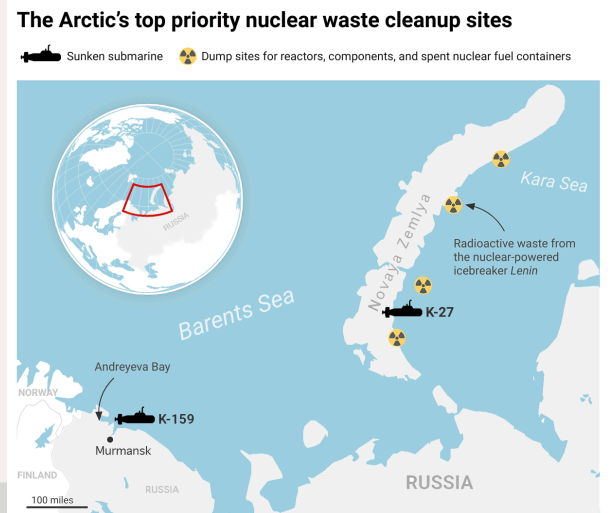 The Arctic's top priority nuclear waste cleanup sites
Sunken submarine
Dump sites for reactors, components, and spent nuclear fuel containers
RUSSIA
Kara Sea
Novaya Zemlya
Radioactive waste from
the nuclear-powered
icebreaker Lenin
Barents Sea
K-27
Andreyeva Bay
NORWAY
K-159
Murmansk
FINLAND
RUSSIA
RUSSIA
100 miles